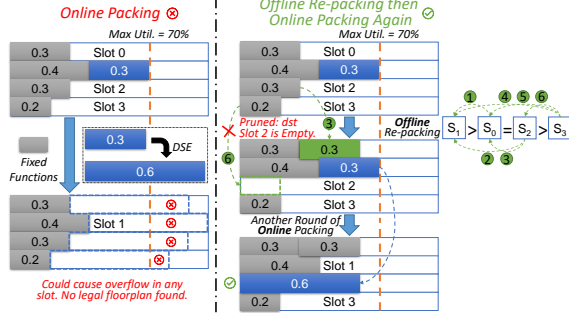 Online Packing
Max Util. = 70%
0.3
Slot 0
0.4
0.3
0.3
Slot 2
0.2
Slot 3
Fixed
Functions
0.3
DSE
0.6
0.3
0.4
Slot 1
0.3
0.2
Could cause overflow in any
slot. No legal floorplan found.
Offline Re-packing then
Online Packing Again
Max Util. = 70%
0.3
Slot 0
0.4
0.3
0.3
Slot 2
0.2
Slot 3
Pruned: dst
Slot 2 is Empty.
3
Offline
Re-packing
6
0.3
0.3
0.4
0.3
Slot 2
0.2
Slot 3
Another Round of
Online Packing
0.3
0.3
0.4
Slot 1
0.6
0.2
Slot 3
1
4
5
6
S1 > S0 = S2 > S3
2
3